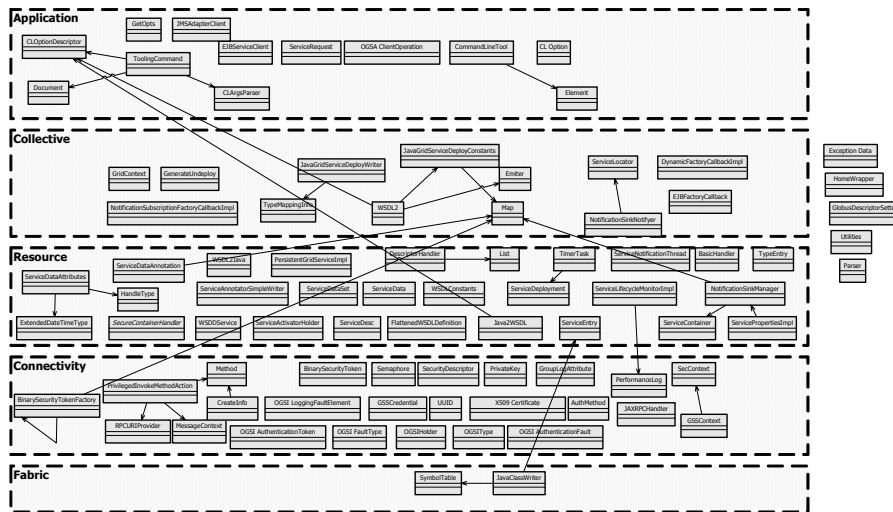 Application
GetOpts
JMSAdapterClient
CLOptionDescriptor
ToolingCommand
EJBServiceClient
ServiceRequest
OGSA ClientOperation
CommandLineTool
CL Option
Document
CLArgsParser
Element
Collective
GridContext
GenerateUndeploy
JavaGridServiceDeployWriter
JavaGridServiceDeployConstants
Emiter
ServiceLocator
DynamicFactoryCallbackImpl
Exception Data
HomeWrapper
NotificationSubscriptionFactoryCallbackImpl
TypeMappingInfo
WSDL2
Map
NotificationSinkNotifyer
EJBFactoryCallback
GlobusDescriptorSette
Utilities
Parser
Resource
ServiceDataAttributes
ServiceDataAnnotation
WSDL2Java
PersistentGridServiceImpl
DescriptorHandler
List
TimerTask
ServiceNotificationThread
BasicHandler
TypeEntry
HandleType
ServiceAnnotatorSimpleWriter
ServiceDataSet
ServiceData
WSDLConstants
ServiceDeployment
ServiceLifecycleMonitorImpl
NotificationSinkManager
ExtendedDateTimeType
SecureContainerHandler
WSDDService
ServiceActivatorHolder
ServiceDesc
FlattenedWSDLDefinition
Java2WSDL
ServiceEntry
ServiceContainer
ServicePropertiesImpl
Connectivity
BinarySecurityTokenFactory
PrivilegedInvokeMethodAction
Method
BinarySecurityToken
Semaphore
SecurityDescriptor
PrivateKey
GroupLogAttribute
PerformanceLog
SecContext
CreateInfo
OGSI LoggingFaultElement
GSSCredential
UUID
X509 Certificate
AuthMethod
JAXRPCHandler
RPCURIProvider
MessageContext
OGSI AuthenticationToken
OGSI FaultType
OGSIHolder
OGSIType
OGSI AuthenticationFault
GSSContext
Fabric
SymbolTable
JavaClassWriter